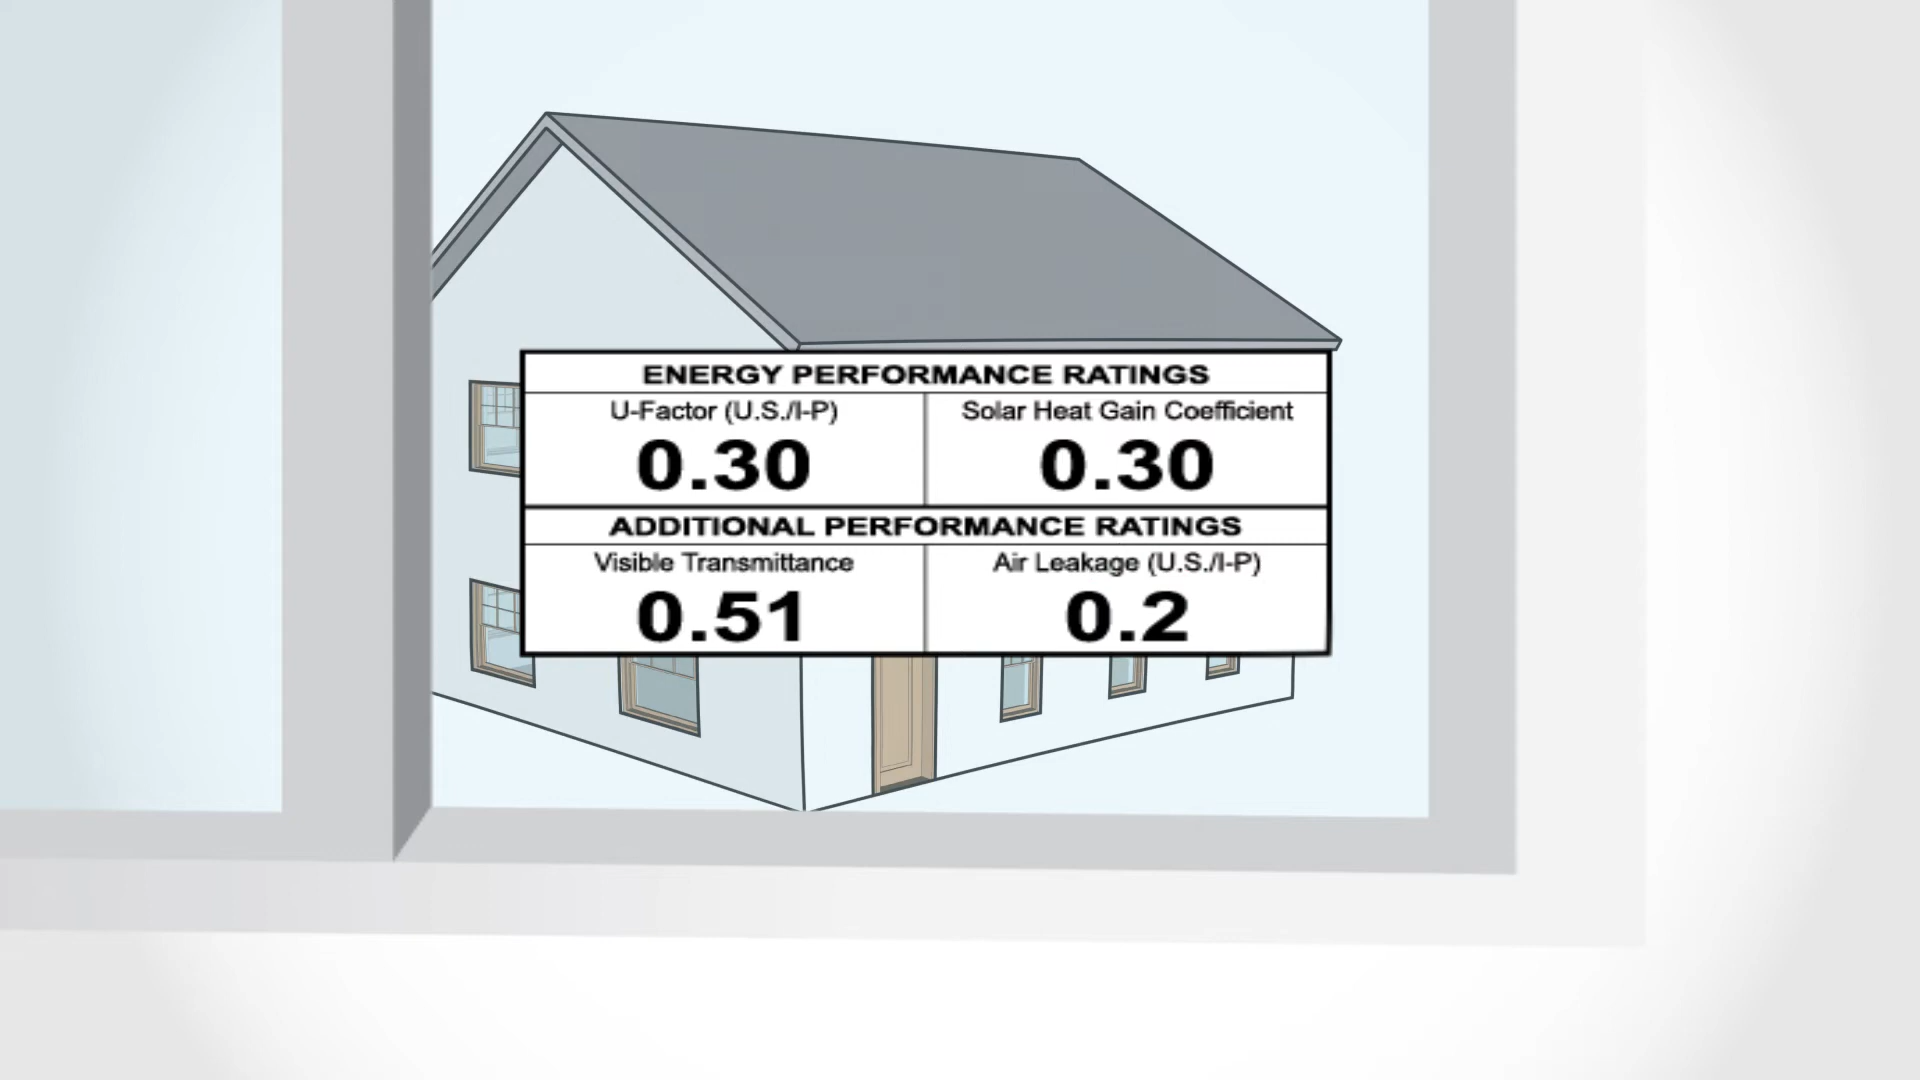 ENERGY PERFORMANCE RATINGS
U-Factor (U.S./I-P) Solar Heat Gain Coefficient
0.30 0.30
ADDITIONAL PERFORMANCE RATINGS
Visible Transmittance Air Leakage (U.S./I-P)
0.51 0.2